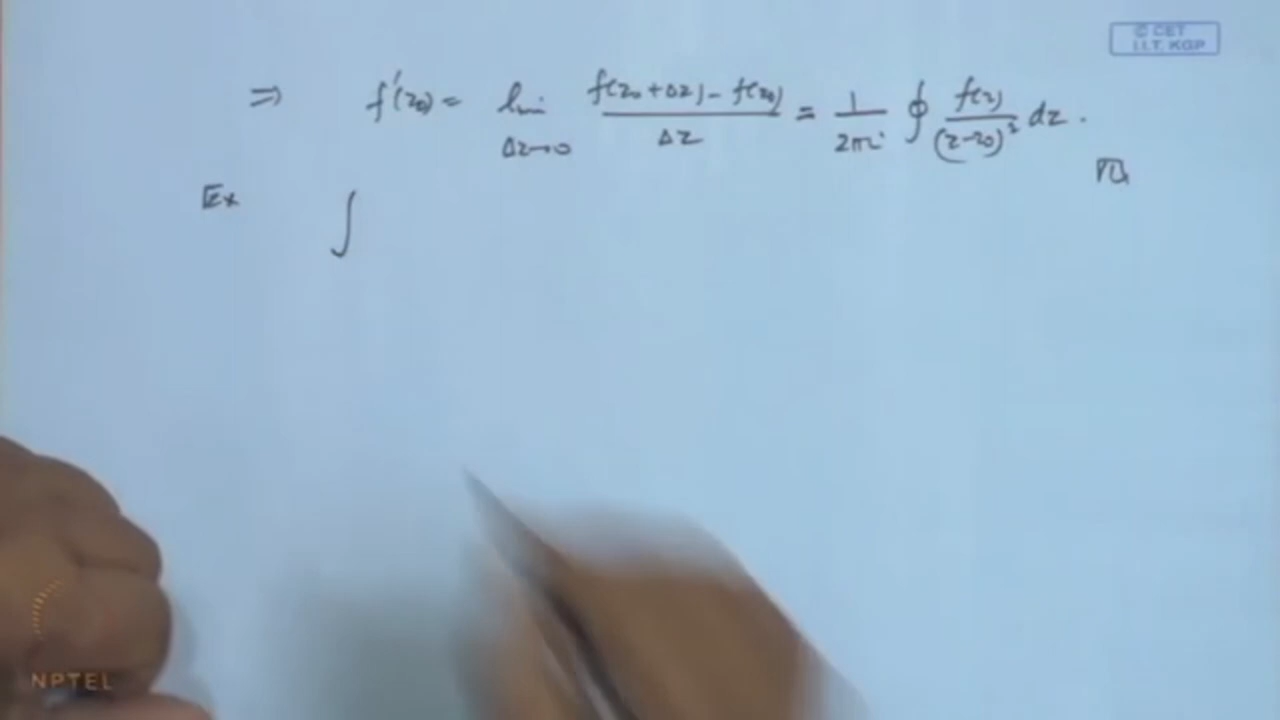 © CET
I.I.T. KGP
⇒ f'(z₀) = lim_{Δz→0} (f(z₀+Δz) - f(z₀))/Δz = 1/(2πi) ∮ f(z)/(z-z₀)² dz.
Ex ∫
NPTEL